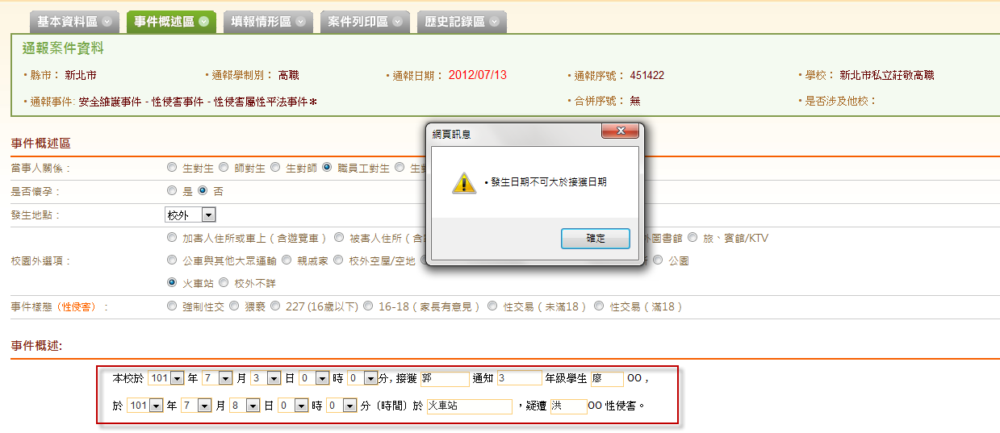 基本資料區 事件概述區 填報情形區 案件列印區 歷史記錄區
通報案件資料
•縣市： 新北市 •通報學制別： 高職 •通報日期： 2012/07/13 •通報序號： 451422 •學校： 新北市私立莊敬高職
•通報事件: 安全維護事件 - 性侵害事件 - 性侵害屬性平法事件＊ •合併序號： 無 •是否涉及他校：
網頁訊息
•發生日期不可大於接獲日期
確定
事件概述區
當事人關係： 生對生 師對生 生對師 職員工對生
是否懷孕： 是 否
發生地點： 校外
加害人住所或車上（含遊覽車） 被害人住所（含 外圖書館 旅、賓館/KTV
校園外選項： 公車與其他大眾運輸 親戚家 校外空屋/空地 公園
火車站 校外不詳
事件樣態（性侵害）： 強制性交 猥褻 227 (16歲以下) 16-18（家長有意見） 性交易（未滿18） 性交易（滿18）
事件概述:
本校於 101 年 7 月 3 日 0 時 0 分, 接獲 郭 通知 3 年級學生 廖 OO，
於 101 年 7 月 8 日 0 時 0 分（時間）於 火車站 ，疑遭 洪 OO 性侵害。